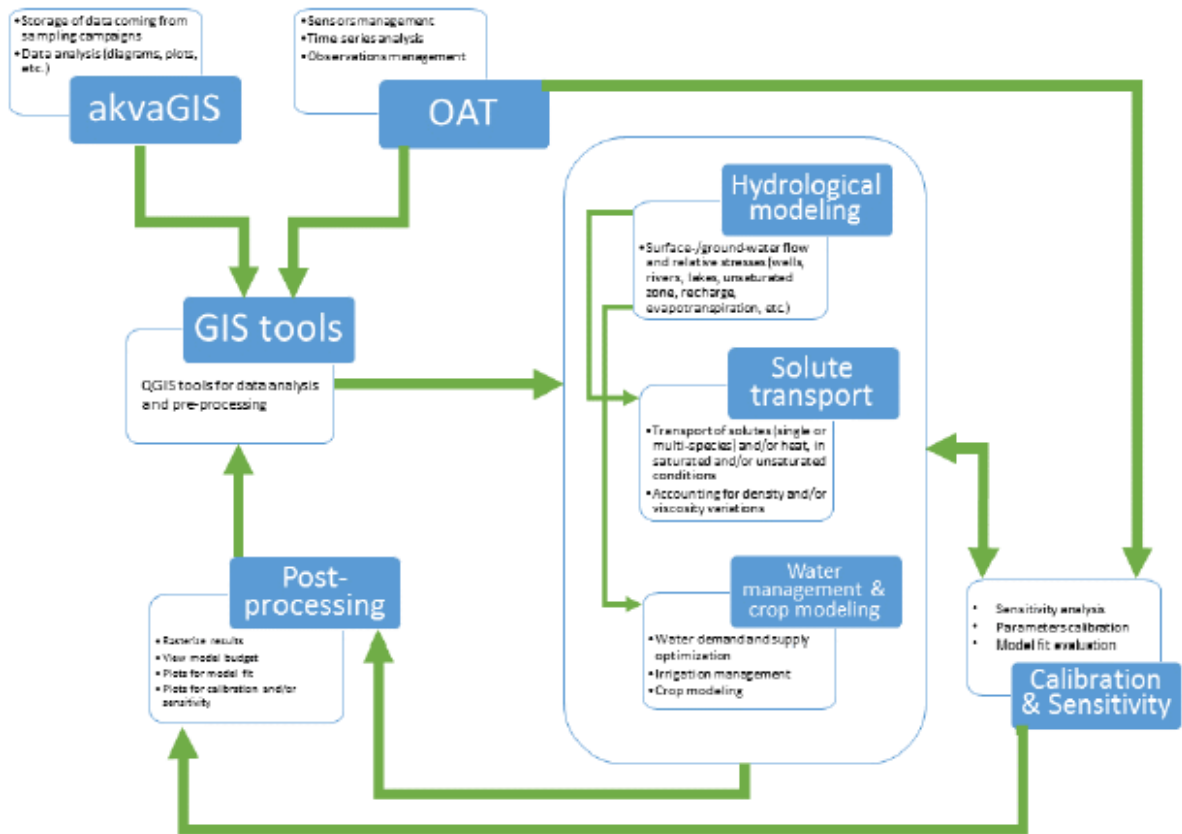 •Storage of data coming from
sampling campaigns
•Data analysis (diagrams, plots,
etc.)
akvaGIS
•Sensors management
•Time series analysis
•Observations management
OAT
Hydrological
modeling
•Surface-/ground-water flow
and relative stresses (wells,
rivers, lakes, unsaturated
zone, recharge,
evapotranspiration, etc.)
GIS tools
QGIS tools for data analysis
and pre-processing
Solute
transport
•Transport of solutes (single or
multi-species) and/or heat, in
saturated and/or unsaturated
conditions
•Accounting for density and/or
viscosity variations
Post-
processing
•Rasterize results
•View model budget
•Plots for model fit
•Plots for calibration and/or
sensitivity
Water
management &
crop modeling
•Water demand and supply
optimization
•Irrigation management
•Crop modeling
• Sensitivity analysis
• Parameters calibration
• Model fit evaluation
Calibration
& Sensitivity